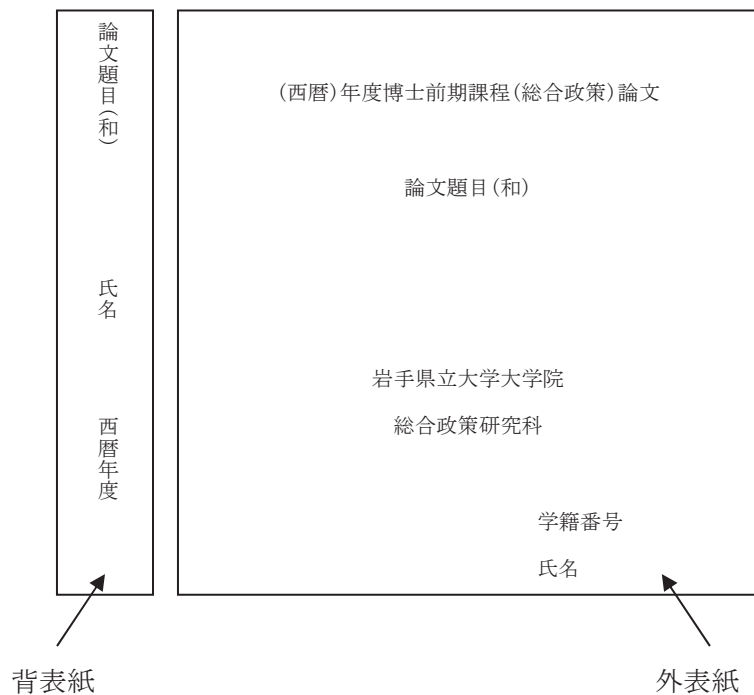 論文題目(和)
氏名
西暦年度
(西暦)年度博士前期課程(総合政策)論文
論文題目(和)
岩手県立大学大学院
総合政策研究科
学籍番号
氏名
背表紙
外表紙